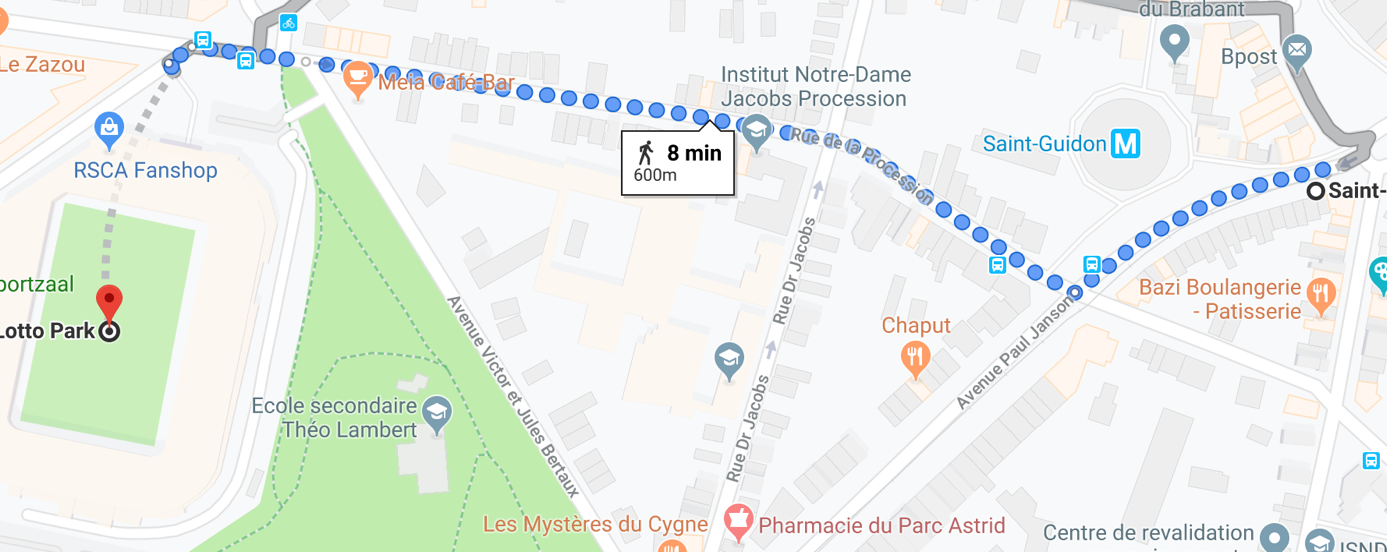 du Brabant
Le Zazou
Bpost
Meia Café-Bar
Institut Notre-Dame
Jacobs Procession
Rue de la Procession
Saint-Guidon M
8 min
600m
RSCA Fanshop
Saint-
portzaal
Lotto Park
Rue Dr Jacobs
Avenue Victor et Jules Bertaux
Bazi Boulangerie
- Patisserie
Chaput
Avenue Paul Janson
Ecole secondaire
Théo Lambert
Rue Dr Jacobs
Les Mystères du Cygne
Pharmacie du Parc Astrid
Centre de revalidation
ISND